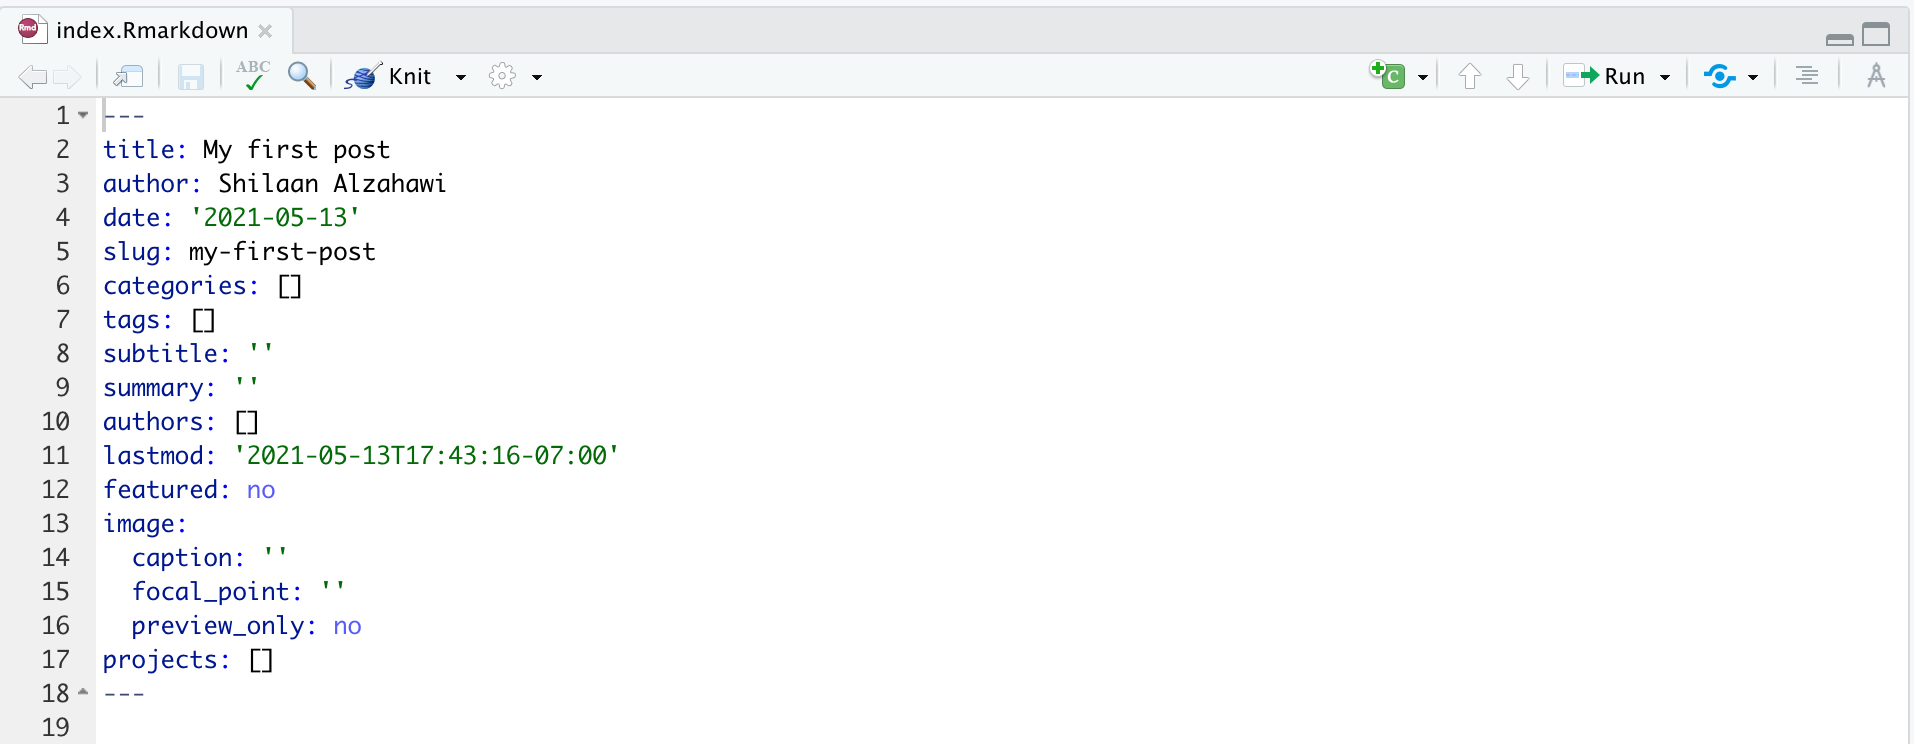 index.Rmarkdown
ABC
Knit
Run
1 ---
2 title: My first post
3 author: Shilaan Alzahawi
4 date: '2021-05-13'
5 slug: my-first-post
6 categories: []
7 tags: []
8 subtitle: ''
9 summary: ''
10 authors: []
11 lastmod: '2021-05-13T17:43:16-07:00'
12 featured: no
13 image:
14   caption: ''
15   focal_point: ''
16   preview_only: no
17 projects: []
18 ---
19